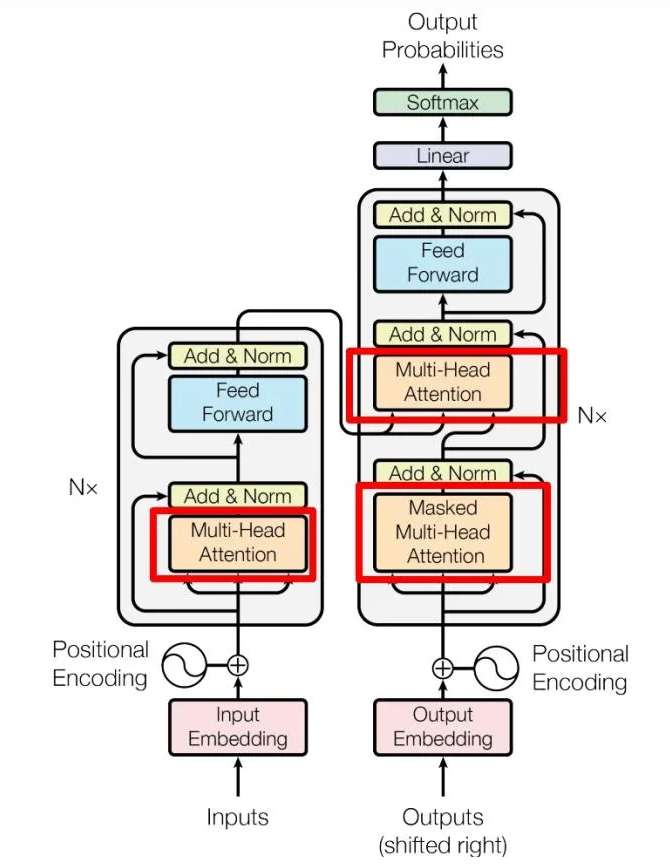 Output
Probabilities
Softmax
Linear
Add & Norm
Feed
Forward
Add & Norm
Multi-Head
Attention
Nx
Add & Norm
Masked
Multi-Head
Attention
Add & Norm
Feed
Forward
Nx
Add & Norm
Multi-Head
Attention
Positional
Encoding
Positional
Encoding
Input
Embedding
Output
Embedding
Inputs
Outputs
(shifted right)